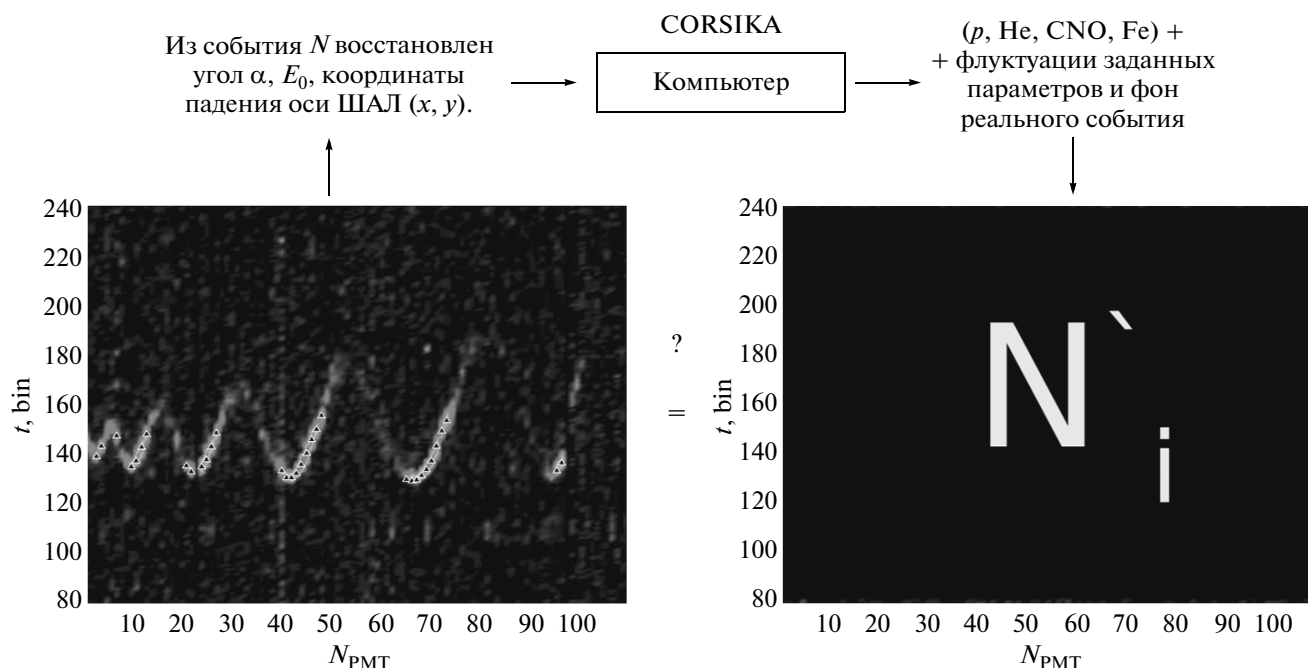 CORSIKA
Из события N восстановлен
угол α, E₀, координаты
падения оси ШАЛ (x, y).
Компьютер
(p, He, CNO, Fe) +
+ флуктуации заданных
параметров и фон
реального события
240
220
200
180
160
140
120
100
80
t, bin
10 20 30 40 50 60 70 80 90 100
N_PMT
?
=
240
220
200
180
160
140
120
100
80
t, bin
N`i
10 20 30 40 50 60 70 80 90 100
N_PMT